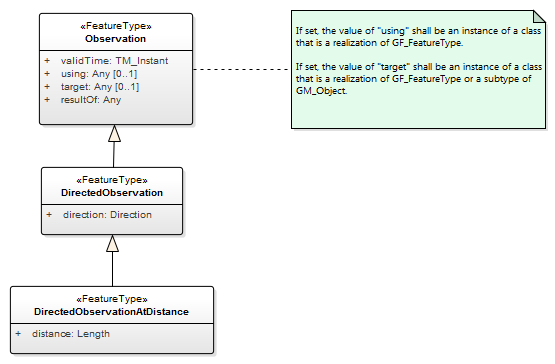 «FeatureType»
Observation
+ validTime: TM_Instant
+ using: Any [0..1]
+ target: Any [0..1]
+ resultOf: Any
If set, the value of "using" shall be an instance of a class
that is a realization of GF_FeatureType.
If set, the value of "target" shall be an instance of a class
that is a realization of GF_FeatureType or a subtype of
GM_Object.
«FeatureType»
DirectedObservation
+ direction: Direction
«FeatureType»
DirectedObservationAtDistance
+ distance: Length